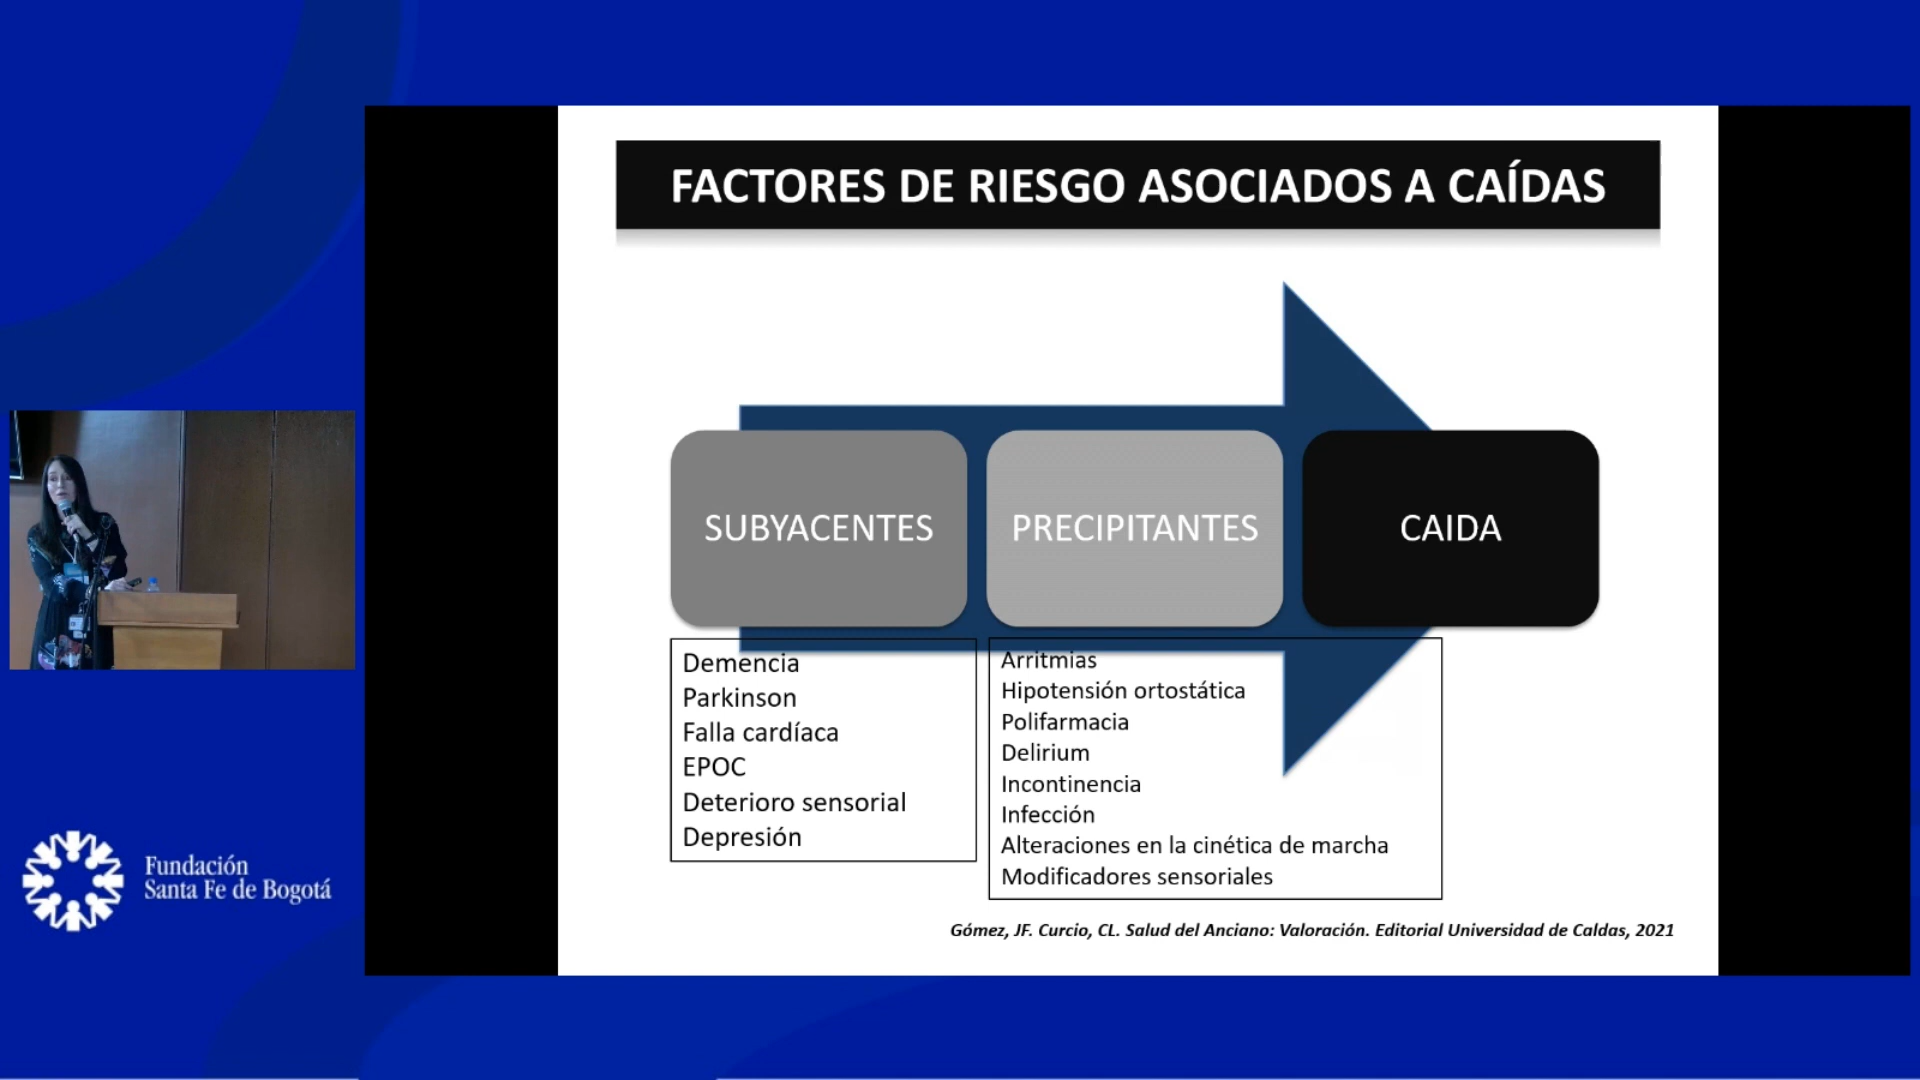 FACTORES DE RIESGO ASOCIADOS A CAÍDAS
SUBYACENTES
PRECIPITANTES
CAIDA
Demencia
Parkinson
Falla cardíaca
EPOC
Deterioro sensorial
Depresión
Arritmias
Hipotensión ortostática
Polifarmacia
Delirium
Incontinencia
Infección
Alteraciones en la cinética de marcha
Modificadores sensoriales
Gómez, JF. Curcio, CL. Salud del Anciano: Valoración. Editorial Universidad de Caldas, 2021
Fundación
Santa Fe de Bogotá